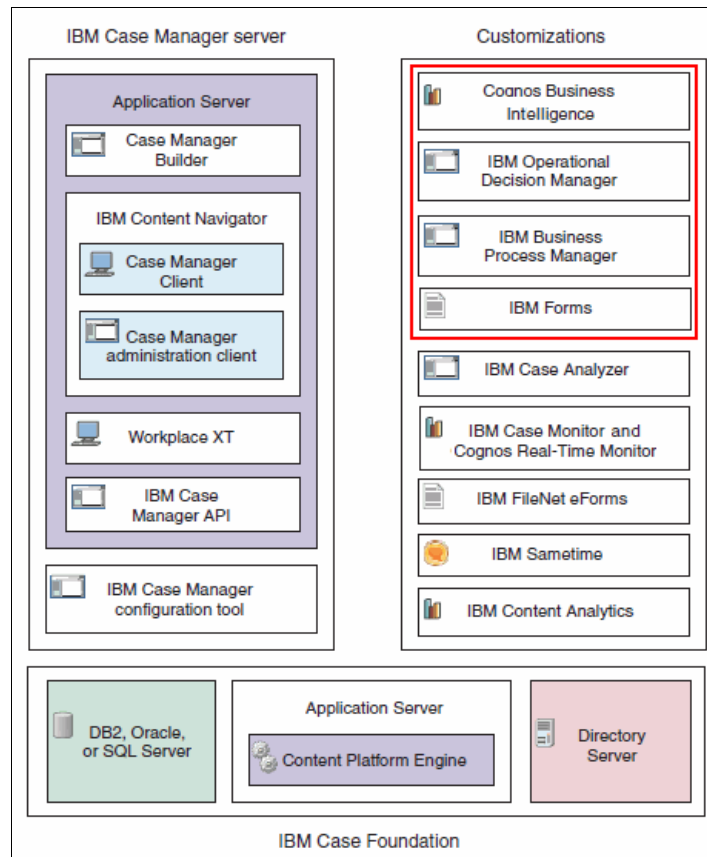 IBM Case Manager server
Application Server
Case Manager
Builder
IBM Content Navigator
Case Manager
Client
Case Manager
administration client
Workplace XT
IBM Case
Manager API
IBM Case Manager
configuration tool
Customizations
Cognos Business
Intelligence
IBM Operational
Decision Manager
IBM Business
Process Manager
IBM Forms
IBM Case Analyzer
IBM Case Monitor and
Cognos Real-Time Monitor
IBM FileNet eForms
IBM Sametime
IBM Content Analytics
DB2, Oracle,
or SQL Server
Application Server
Content Platform Engine
Directory
Server
IBM Case Foundation